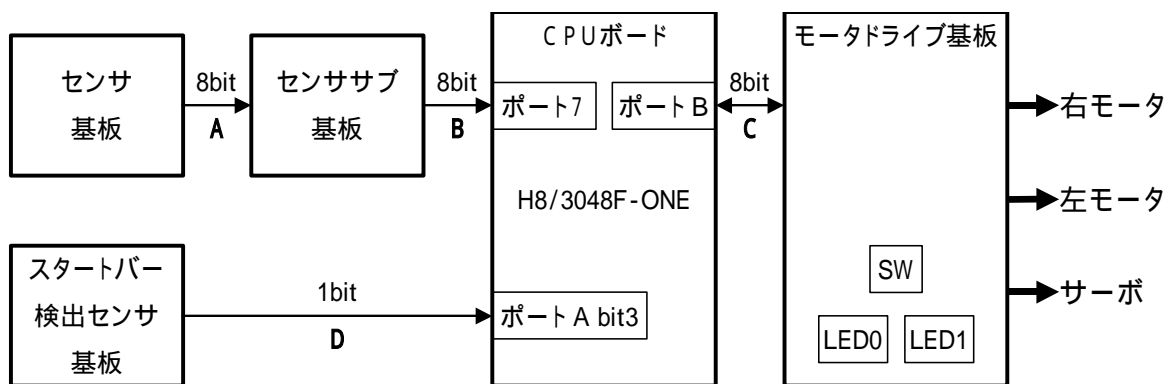 センサ
基板
8bit
A
センササブ
基板
8bit
B
CPUボード
ポート7
ポートB
H8/3048F-ONE
ポートA bit3
8bit
C
モータドライブ基板
SW
LED0
LED1
右モータ
左モータ
サーボ
スタートバー
検出センサ
基板
1bit
D